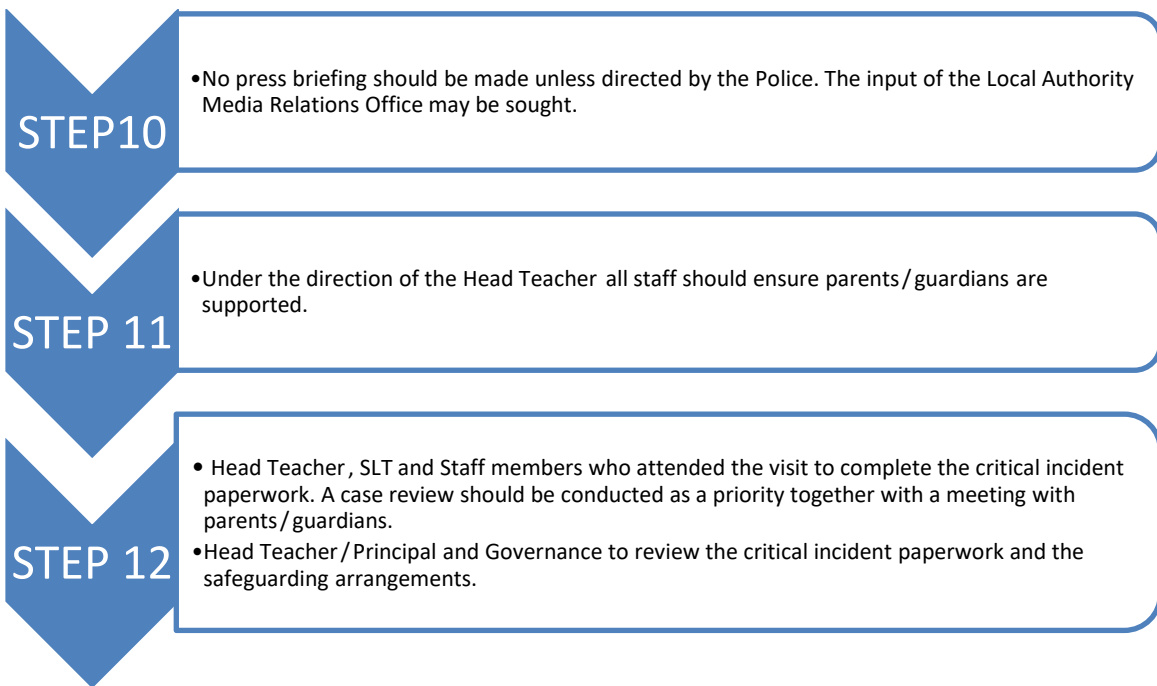 STEP10
•No press briefing should be made unless directed by the Police. The input of the Local Authority
Media Relations Office may be sought.
STEP 11
•Under the direction of the Head Teacher all staff should ensure parents/guardians are
supported.
STEP 12
• Head Teacher, SLT and Staff members who attended the visit to complete the critical incident
paperwork. A case review should be conducted as a priority together with a meeting with
parents/guardians.
•Head Teacher/Principal and Governance to review the critical incident paperwork and the
safeguarding arrangements.